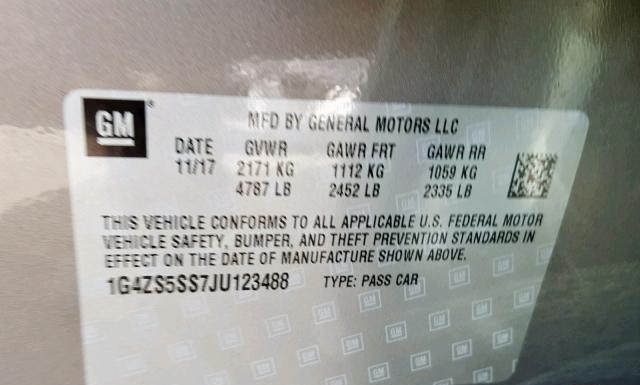 GM
MFD BY GENERAL MOTORS LLC
DATE GVWR GAWR FRT GAWR RR
11/17 2171 KG 1112 KG 1059 KG
4787 LB 2452 LB 2335 LB
THIS VEHICLE CONFORMS TO ALL APPLICABLE U.S. FEDERAL MOTOR
VEHICLE SAFETY, BUMPER, AND THEFT PREVENTION STANDARDS IN
EFFECT ON THE DATE OF MANUFACTURE SHOWN ABOVE.
1G4ZS5SS7JU123488 TYPE: PASS CAR